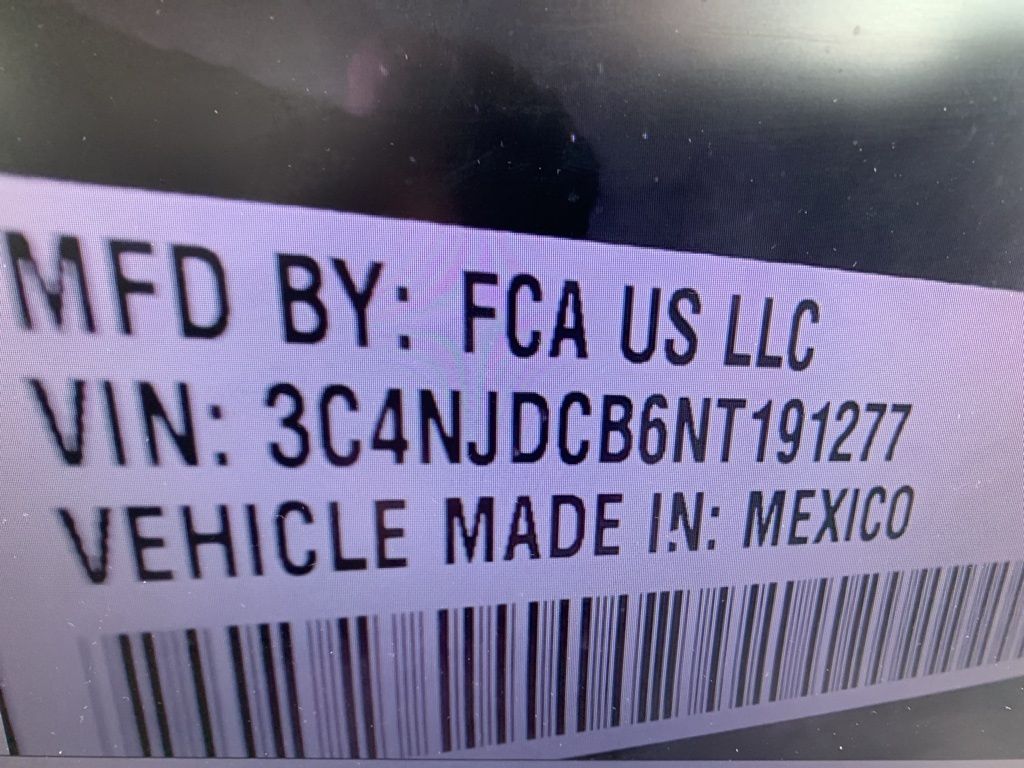 MFD BY: FCA US LLC
VIN: 3C4NJDCB6NT191277
VEHICLE MADE IN: MEXICO